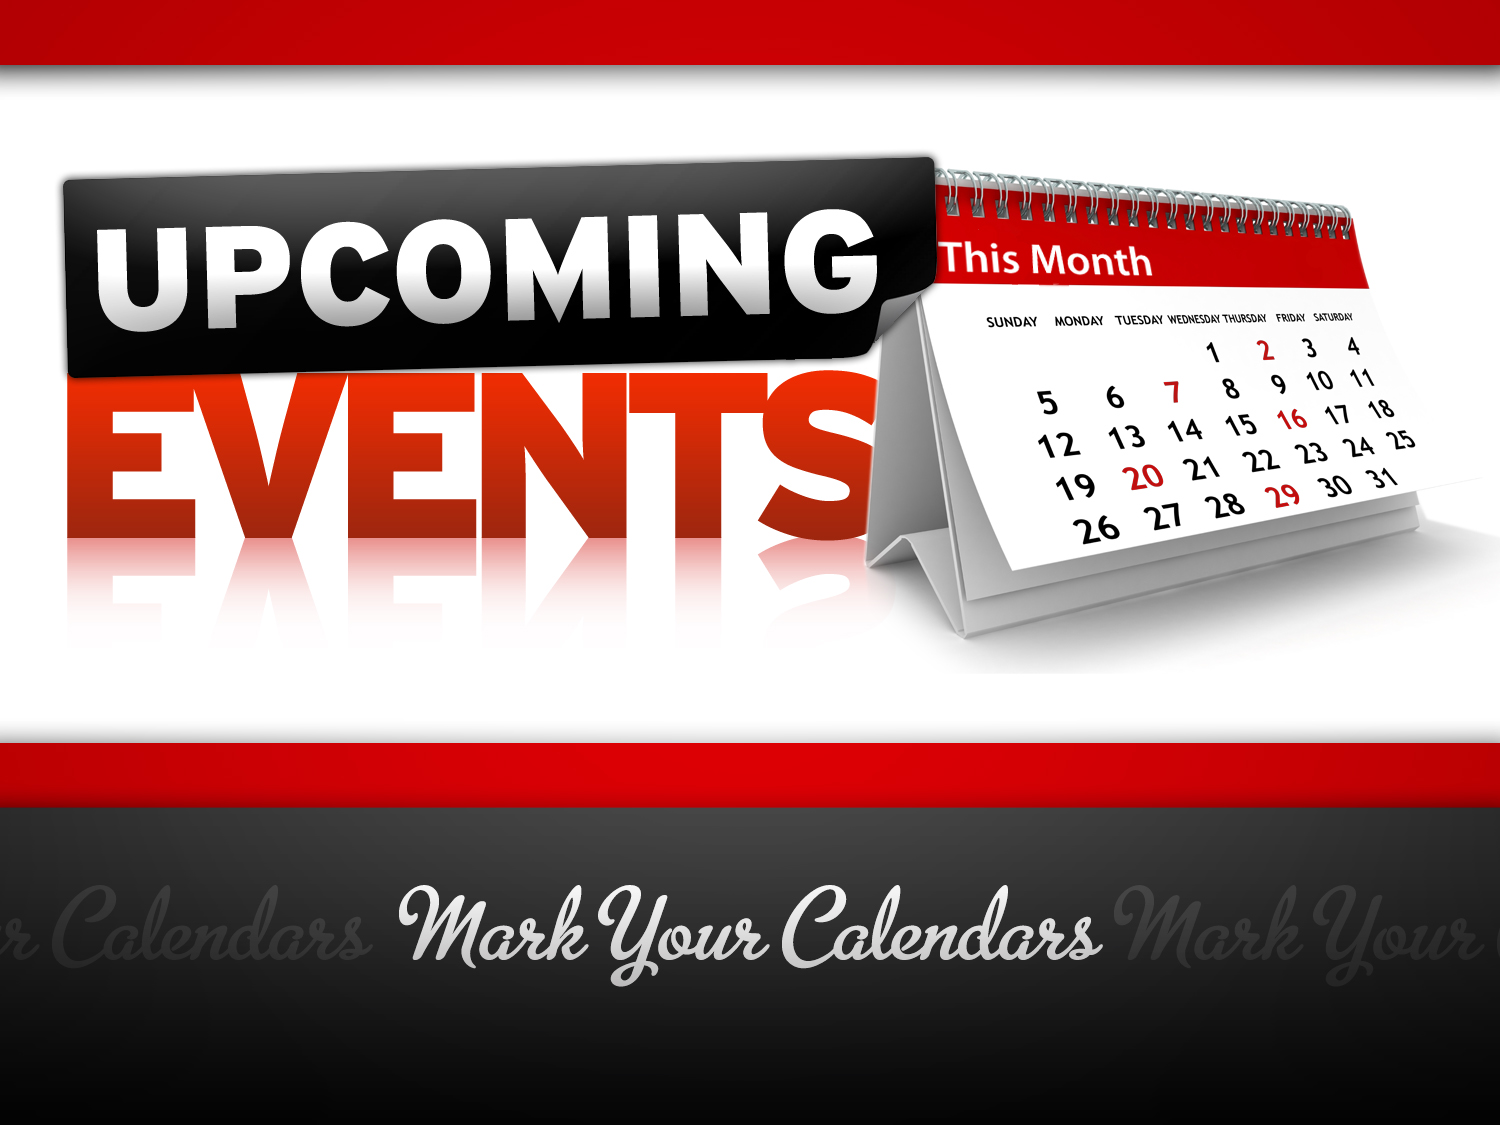 UPCOMING
EVENTS
This Month
SUNDAY MONDAY TUESDAY WEDNESDAY THURSDAY FRIDAY SATURDAY
1 2 3 4
5 6 7 8 9 10 11
12 13 14 15 16 17 18
19 20 21 22 23 24 25
26 27 28 29 30 31
r Calendars Mark Your Calendars Mark Your